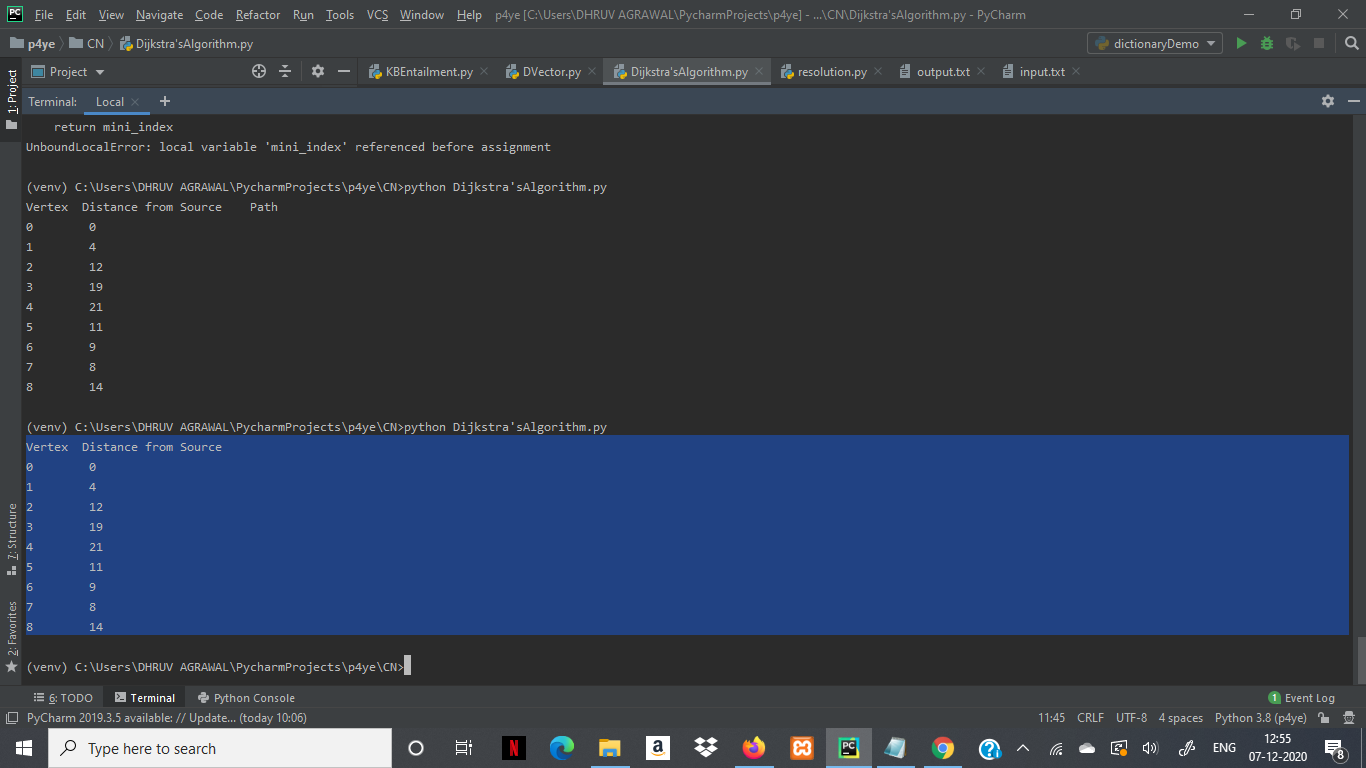 PC File Edit View Navigate Code Refactor Run Tools VCS Window Help p4ye [C:\Users\DHRUV AGRAWAL\PycharmProjects\p4ye] - ...\CN\Dijkstra'sAlgorithm.py - PyCharm
p4ye CN Dijkstra'sAlgorithm.py dictionaryDemo
1: Project
Project KBEntailment.py DVector.py Dijkstra'sAlgorithm.py resolution.py output.txt input.txt
Terminal: Local +
return mini_index
UnboundLocalError: local variable 'mini_index' referenced before assignment
(venv) C:\Users\DHRUV AGRAWAL\PycharmProjects\p4ye\CN>python Dijkstra'sAlgorithm.py
Vertex Distance from Source Path
0 0
1 4
2 12
3 19
4 21
5 11
6 9
7 8
8 14
(venv) C:\Users\DHRUV AGRAWAL\PycharmProjects\p4ye\CN>python Dijkstra'sAlgorithm.py
Vertex Distance from Source
0 0
1 4
2 12
3 19
4 21
5 11
6 9
7 8
8 14
(venv) C:\Users\DHRUV AGRAWAL\PycharmProjects\p4ye\CN>
7: Structure
2: Favorites
6: TODO Terminal Python Console 1 Event Log
PyCharm 2019.3.5 available: // Update... (today 10:06) 11:45 CRLF UTF-8 4 spaces Python 3.8 (p4ye)
Type here to search N a PC ? ENG 12:55
07-12-2020 8